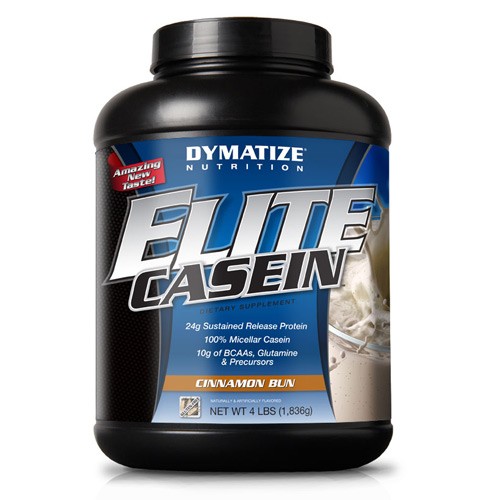 Amazing
New
Taste!
DYMATIZE®
NUTRITION
ELITE
CASEIN
DIETARY SUPPLEMENT
24g Sustained Release Protein
100% Micellar Casein
10g of BCAAs, Glutamine
& Precursors
CINNAMON BUN
NATURALLY & ARTIFICIALLY FLAVORED
NET WT 4 LBS (1,836g)